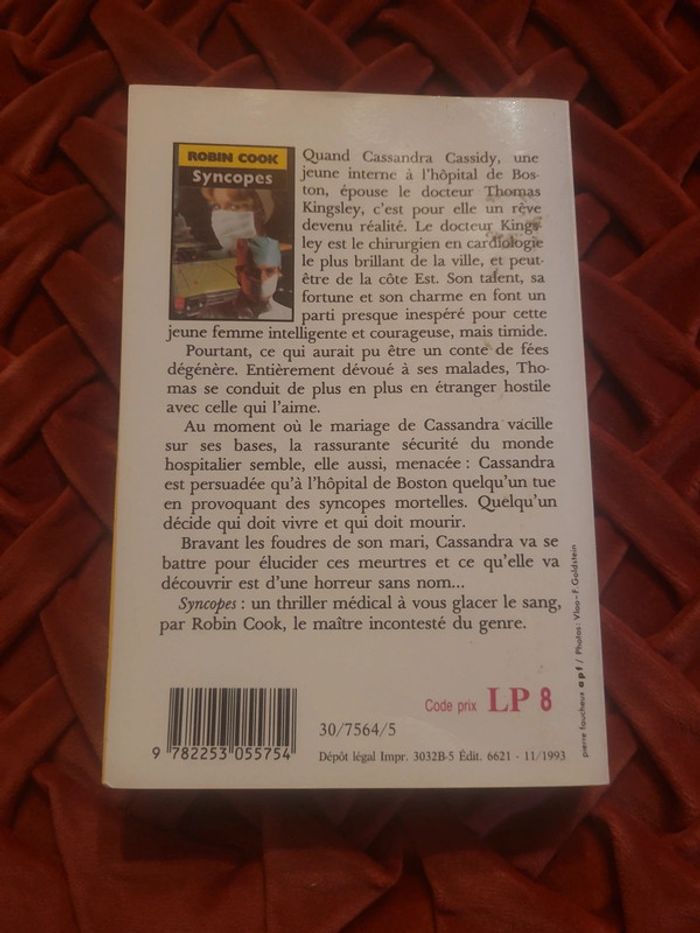 ROBIN COOK
Syncopes
Quand Cassandra Cassidy, une
jeune interne à l'hôpital de Bos-
ton, épouse le docteur Thomas
Kingsley, c'est pour elle un rêve
devenu réalité. Le docteur Kings-
ley est le chirurgien en cardiologie
le plus brillant de la ville, et peut-
être de la côte Est. Son talent, sa
fortune et son charme en font un
parti presque inespéré pour cette
jeune femme intelligente et courageuse, mais timide.
Pourtant, ce qui aurait pu être un conte de fées
dégénère. Entièrement dévoué à ses malades, Tho-
mas se conduit de plus en plus en étranger hostile
avec celle qui l'aime.
Au moment où le mariage de Cassandra vacille
sur ses bases, la rassurante sécurité du monde
hospitalier semble, elle aussi, menacée : Cassandra
est persuadée qu'à l'hôpital de Boston quelqu'un tue
en provoquant des syncopes mortelles. Quelqu'un
décide qui doit vivre et qui doit mourir.
Bravant les foudres de son mari, Cassandra va se
battre pour élucider ces meurtres et ce qu'elle va
découvrir est d'une horreur sans nom...
Syncopes : un thriller médical à vous glacer le sang,
par Robin Cook, le maître incontesté du genre.
pierre faucheux apf / Photos: Vloo-F. Goldstein
Code prix LP 8
30/7564/5
9 782253 055754
Dépôt légal Impr. 3032B-5 Édit. 6621 - 11/1993